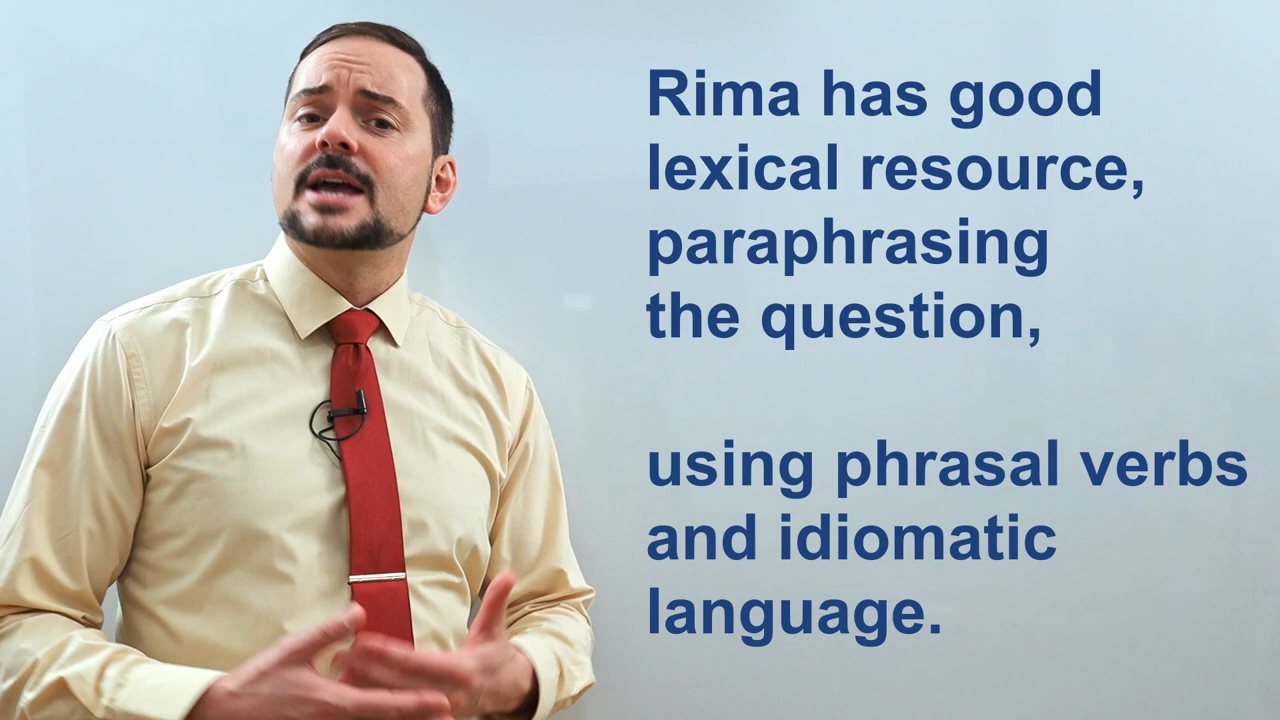 Rima has good
lexical resource,
paraphrasing
the question,
using phrasal verbs
and idiomatic
language.